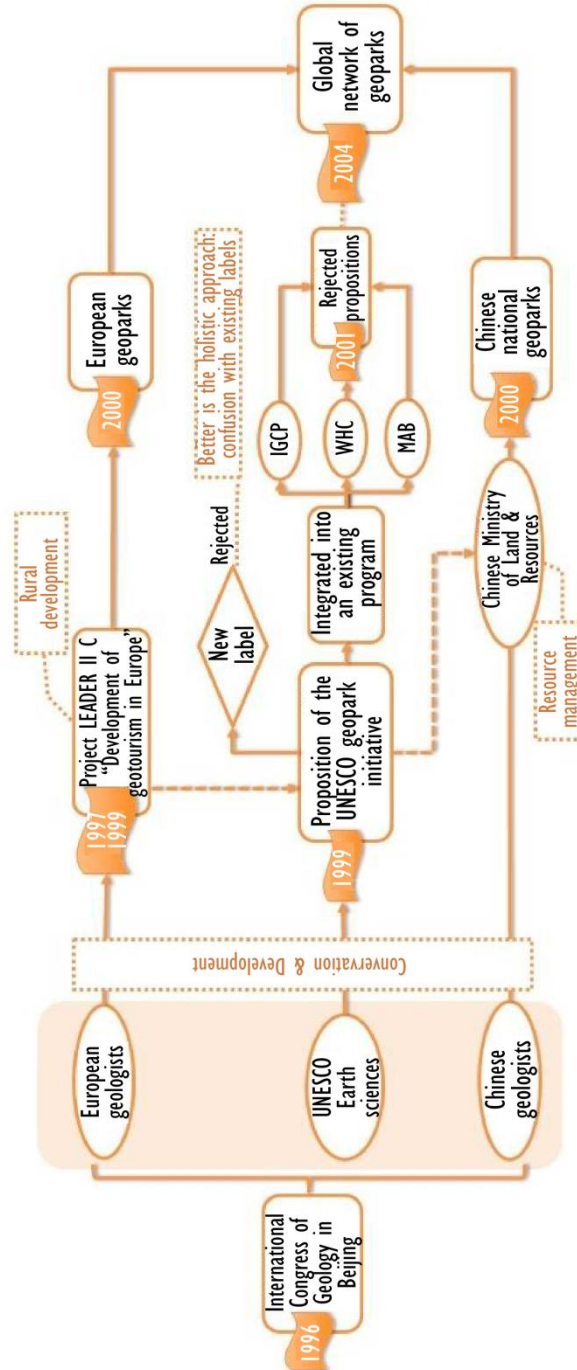 1996
International
Congress of
Geology in
Beijing
European
geologists
UNESCO
Earth
sciences
Chinese
geologists
Convervation & Development
1997
1999
Project LEADER II C
“Development of
geotourism in Europe”
Rural
development
1999
Proposition of the
UNESCO geopark
initiative
New
label
Rejected
Better is the holistic approach:
confusion with existing labels
Integrated into
an existing
program
IGCP
WHC
MAB
2001
Rejected
propositions
Chinese Ministry
of Land &
Resources
Resource
management
2000
European
geoparks
2000
Chinese
national
geoparks
2004
Global
network of
geoparks